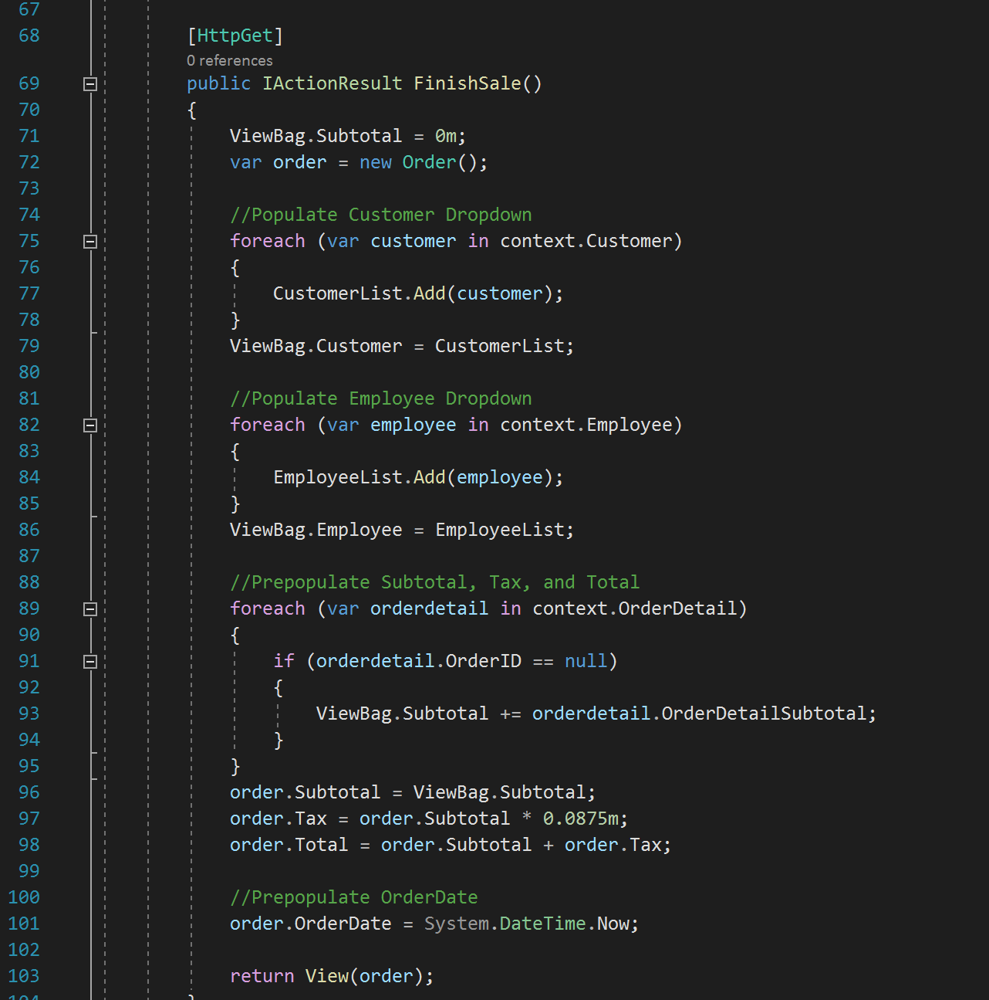 67
68 [HttpGet]
0 references
69 public IActionResult FinishSale()
70 {
71 ViewBag.Subtotal = 0m;
72 var order = new Order();
73
74 //Populate Customer Dropdown
75 foreach (var customer in context.Customer)
76 {
77 CustomerList.Add(customer);
78 }
79 ViewBag.Customer = CustomerList;
80
81 //Populate Employee Dropdown
82 foreach (var employee in context.Employee)
83 {
84 EmployeeList.Add(employee);
85 }
86 ViewBag.Employee = EmployeeList;
87
88 //Prepopulate Subtotal, Tax, and Total
89 foreach (var orderdetail in context.OrderDetail)
90 {
91 if (orderdetail.OrderID == null)
92 {
93 ViewBag.Subtotal += orderdetail.OrderDetailSubtotal;
94 }
95 }
96 order.Subtotal = ViewBag.Subtotal;
97 order.Tax = order.Subtotal * 0.0875m;
98 order.Total = order.Subtotal + order.Tax;
99
100 //Prepopulate OrderDate
101 order.OrderDate = System.DateTime.Now;
102
103 return View(order);